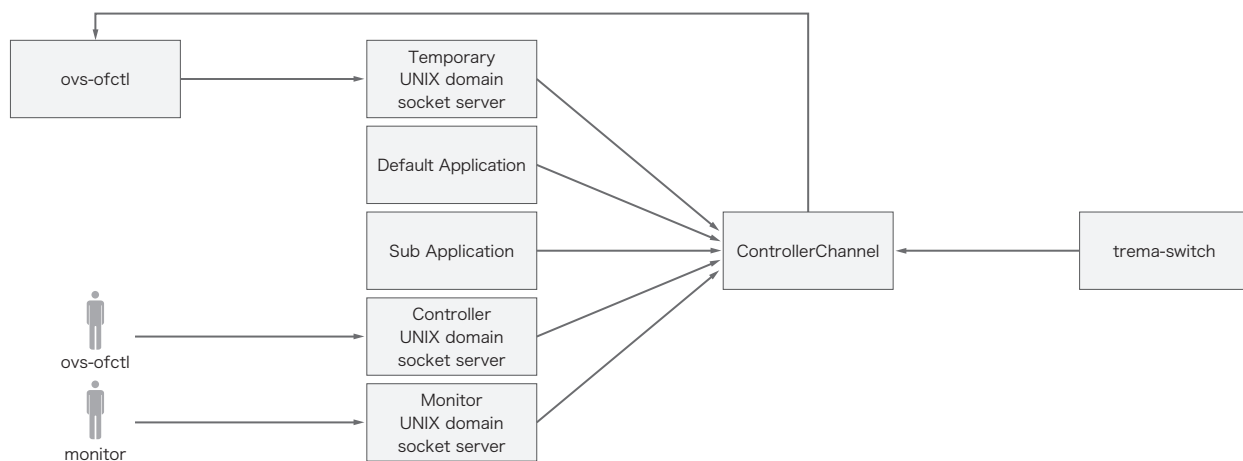 ovs-ofctl
Temporary
UNIX domain
socket server
Default Application
Sub Application
ControllerChannel
trema-switch
ovs-ofctl
Controller
UNIX domain
socket server
monitor
Monitor
UNIX domain
socket server